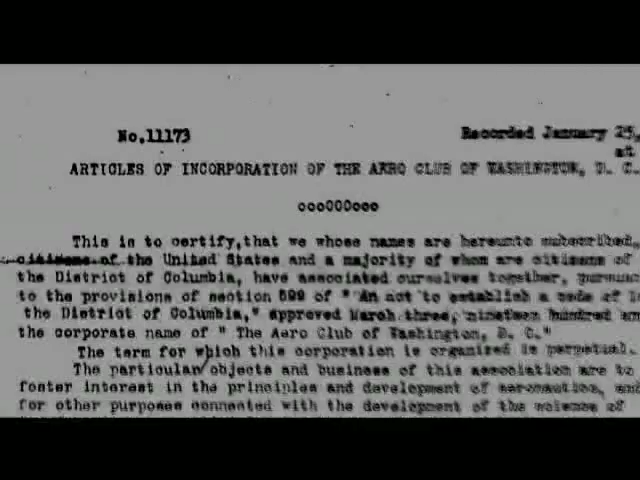 No.11173 Recorded January 25,
at
ARTICLES OF INCORPORATION OF THE AERO CLUB OF WASHINGTON, D. C.
ooo000ooo
This is to certify, that we whose names are hereunto subscribed,
citizens of the United States and a majority of whom are citizens of
the District of Columbia, have associated ourselves together, pursuan
to the provisions of section 599 of "An act to establish a code of l
the District of Columbia," approved March three, nineteen hundred an
the corporate name of " The Aero Club of Washington, D. C."
The term for which this corporation is organized is perpetual.
The particular objects and business of this association are to
foster interest in the principles and development of aeronautics, and
for other purposes connected with the development of the science of